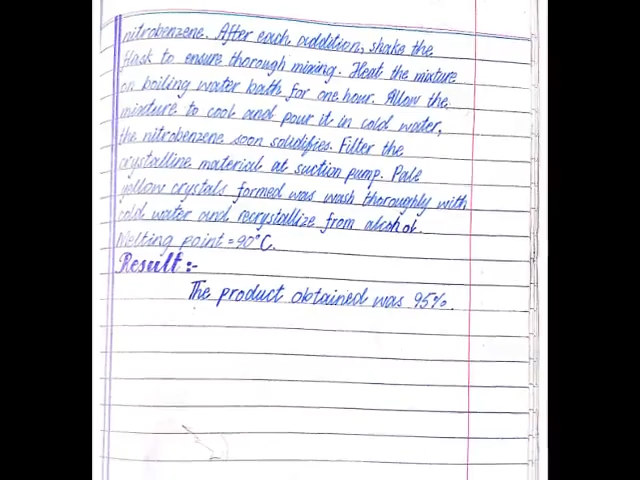 nitrobenzene. After each addition, shake the
flask to ensure thorough mixing. Heat the mixture
on boiling water bath for one hour. Allow the
mixture to cool and pour it in cold water,
the nitrobenzene soon solidifies. Filter the
crystalline material at suction pump. Pale
yellow crystals formed was wash thoroughly with
cold water and recrystallize from alcohol.
Melting point = 90°C.
Result:-
The product obtained was 95%.